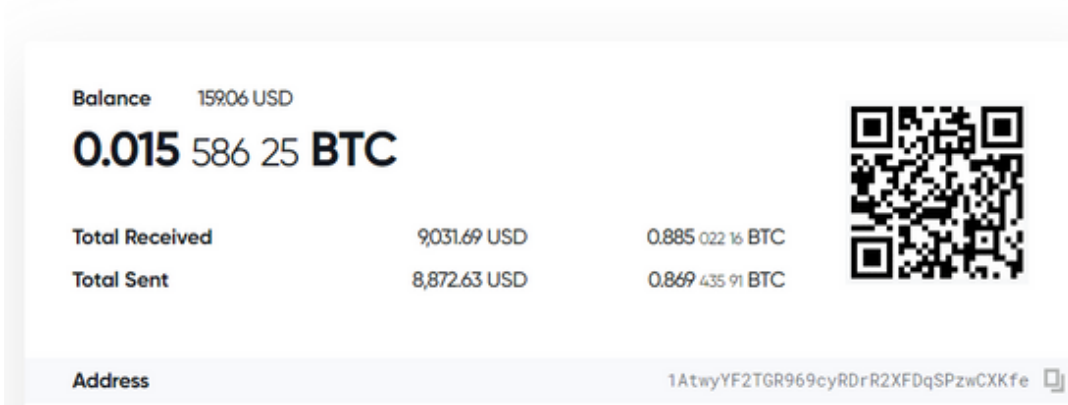 Balance 159.06 USD
0.015 586 25 BTC
Total Received 9,031.69 USD 0.885 022 16 BTC
Total Sent 8,872.63 USD 0.869 435 91 BTC
Address 1AtwyYF2TGR969cyRDrR2XFDqSPzwCXKfe